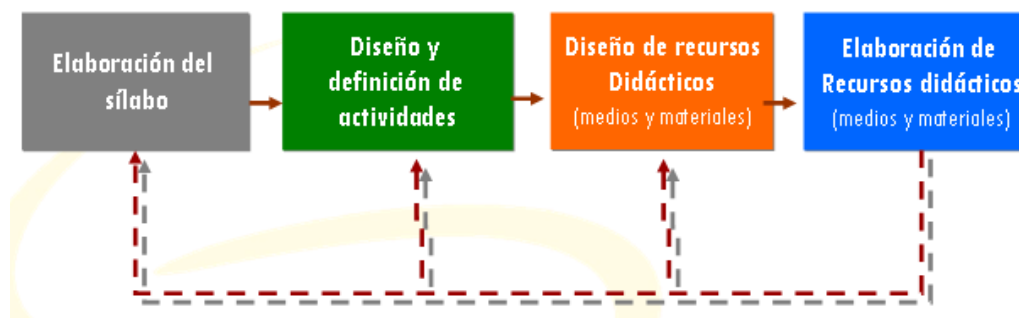 Elaboración del
sílabo
Diseño y
definición de
actividades
Diseño de recursos
Didácticos
(medios y materiales)
Elaboración de
Recursos didácticos
(medios y materiales)